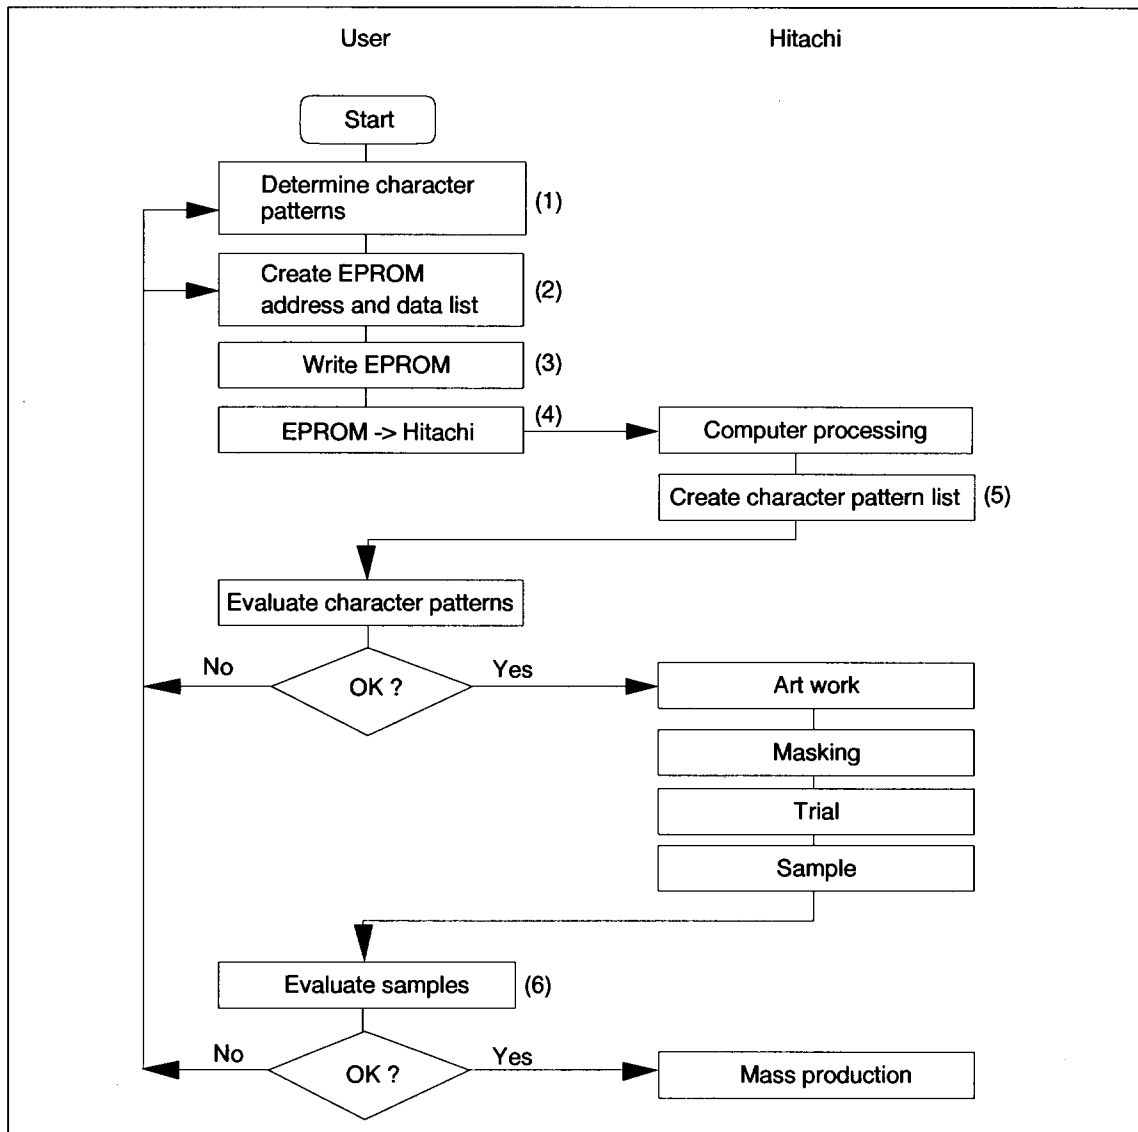 User
Hitachi
Start
Determine character
patterns
(1)
Create EPROM
address and data list
(2)
Write EPROM
(3)
EPROM -> Hitachi
(4)
Computer processing
Create character pattern list
(5)
Evaluate character patterns
No
OK ?
Yes
Art work
Masking
Trial
Sample
Evaluate samples
(6)
No
OK ?
Yes
Mass production